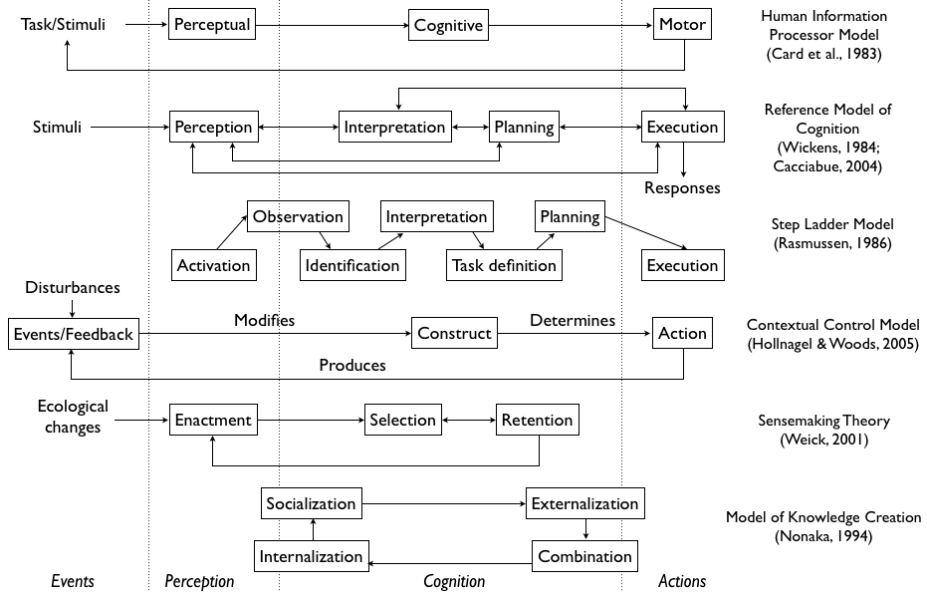 Task/Stimuli
Perceptual
Cognitive
Motor
Human Information
Processor Model
(Card et al., 1983)
Stimuli
Perception
Interpretation
Planning
Execution
Responses
Reference Model of
Cognition
(Wickens, 1984;
Cacciabue, 2004)
Observation
Interpretation
Planning
Activation
Identification
Task definition
Execution
Step Ladder Model
(Rasmussen, 1986)
Disturbances
Events/Feedback
Modifies
Construct
Determines
Action
Produces
Contextual Control Model
(Hollnagel & Woods, 2005)
Ecological
changes
Enactment
Selection
Retention
Sensemaking Theory
(Weick, 2001)
Socialization
Externalization
Internalization
Combination
Model of Knowledge Creation
(Nonaka, 1994)
Events
Perception
Cognition
Actions